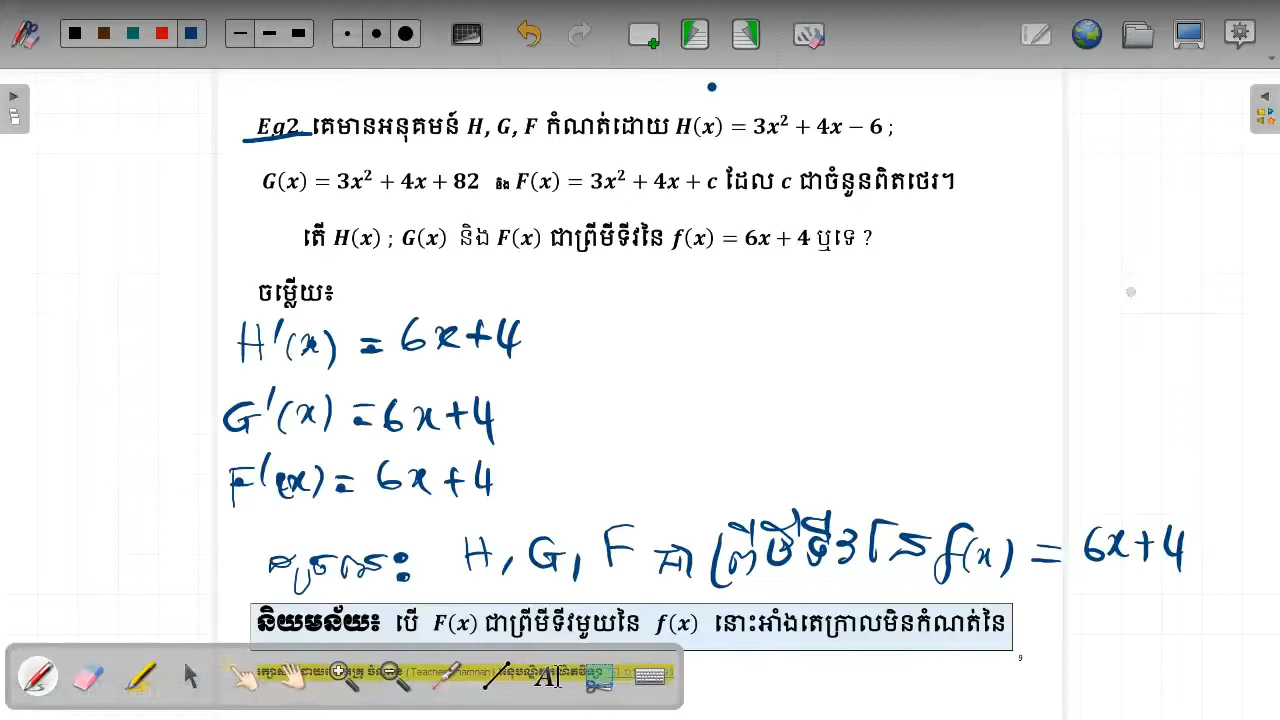 Eg2. គេមានអនុគមន៍ H, G, F កំណត់ដោយ H(x) = 3x² + 4x − 6 ;
G(x) = 3x² + 4x + 82 និង F(x) = 3x² + 4x + c ដែល c ជាចំនួនពិតថេរ។
តើ H(x) ; G(x) និង F(x) ជាព្រីមីទីវនៃ f(x) = 6x + 4 ឬទេ ?
ចម្លើយ៖
H'(x) = 6x+4
G'(x) = 6x+4
F'(x) = 6x+4
ដូចនេះ: H, G, F ជា ព្រីមីទីវ នៃ f(x) = 6x+4
និយមន័យ៖ បើ F(x) ជាព្រីមីទីវមួយនៃ f(x) នោះអាំងតេក្រាលមិនកំណត់នៃ
9